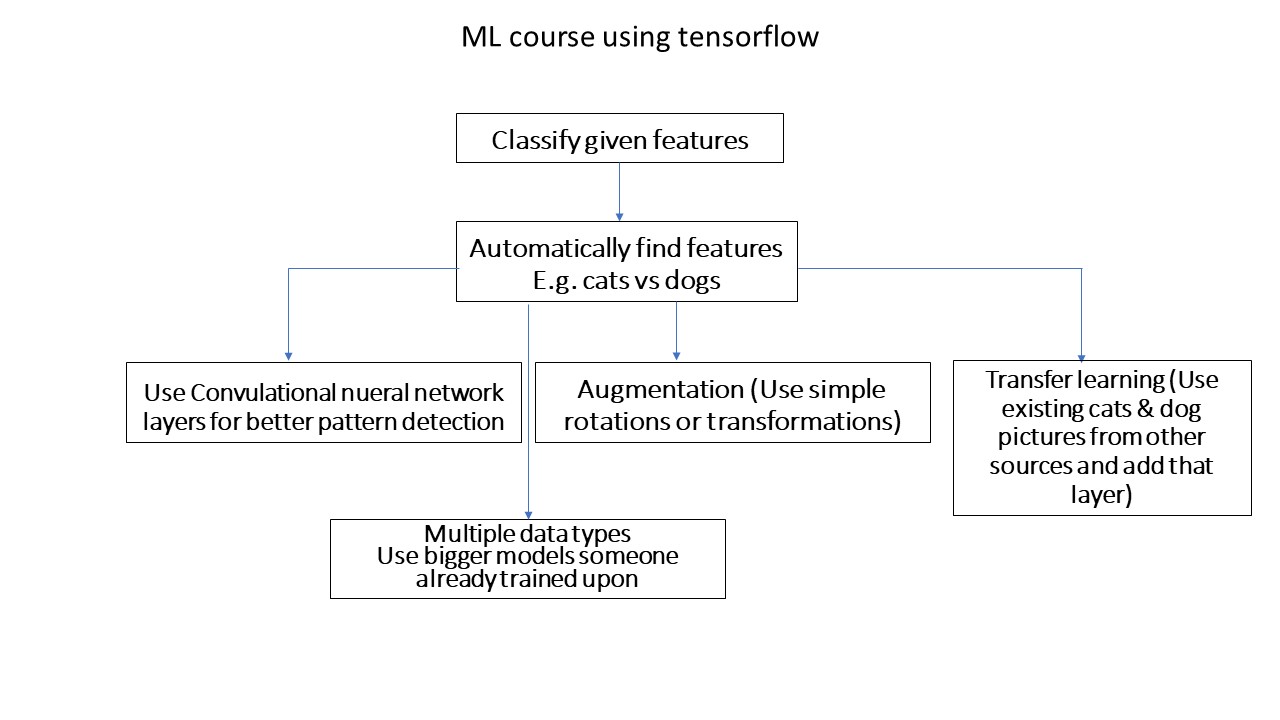 ML course using tensorflow
Classify given features
Automatically find features
E.g. cats vs dogs
Use Convulational nueral network
layers for better pattern detection
Augmentation (Use simple
rotations or transformations)
Transfer learning (Use
existing cats & dog
pictures from other
sources and add that
layer)
Multiple data types
Use bigger models someone
already trained upon